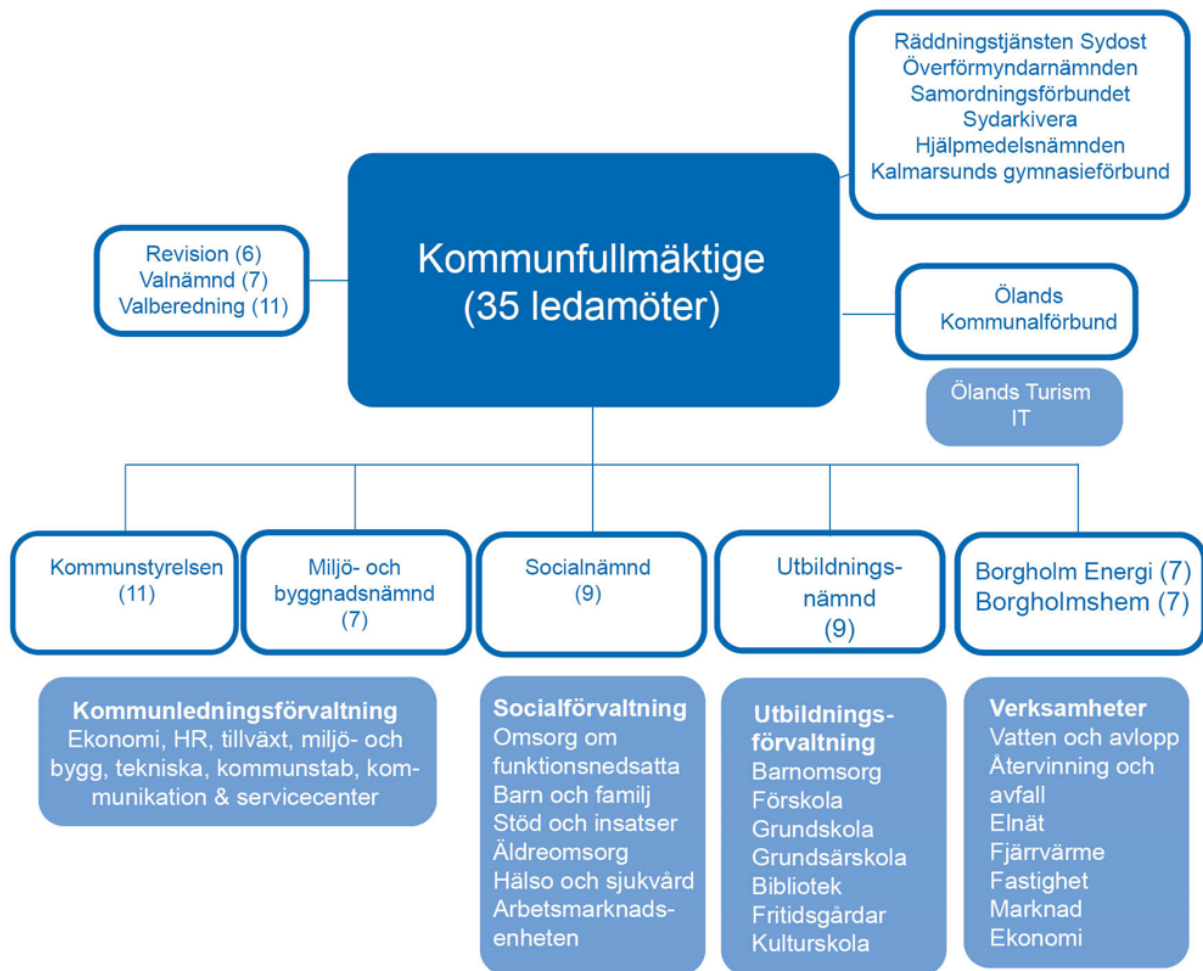 Räddningstjänsten Sydost
Överförmyndarnämnden
Samordningsförbundet
Sydarkivera
Hjälpmedelsnämnden
Kalmarsunds gymnasieförbund
Kommunfullmäktige
(35 ledamöter)
Revision (6)
Valnämnd (7)
Valberedning (11)
Ölands
Kommunalförbund
Ölands Turism
IT
Kommunstyrelsen
(11)
Miljö- och
byggnadsnämnd
(7)
Socialnämnd
(9)
Utbildnings-
nämnd
(9)
Borgholm Energi (7)
Borgholmshem (7)
Kommunledningsförvaltning
Ekonomi, HR, tillväxt, miljö- och
bygg, tekniska, kommunstab, kom-
munikation & servicecenter
Socialförvaltning
Omsorg om
funktionsnedsatta
Barn och familj
Stöd och insatser
Äldreomsorg
Hälso och sjukvård
Arbetsmarknads-
enheten
Utbildnings-
förvaltning
Barnomsorg
Förskola
Grundskola
Grundsärskola
Bibliotek
Fritidsgårdar
Kulturskola
Verksamheter
Vatten och avlopp
Återvinning och
avfall
Elnät
Fjärrvärme
Fastighet
Marknad
Ekonomi